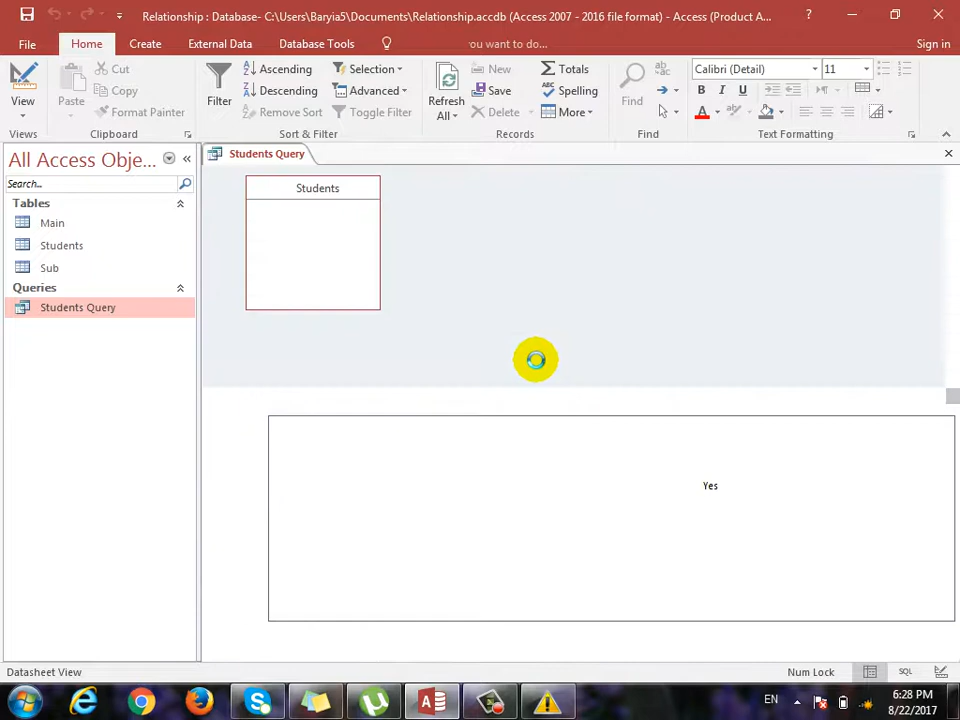 Relationship : Database- C:\Users\Baryia5\Documents\Relationship.accdb (Access 2007 - 2016 file format) - Access (Product A...
File Home Create External Data Database Tools you want to do... Sign in
View
Views
Paste
Cut
Copy
Format Painter
Clipboard
Filter
Ascending
Descending
Remove Sort
Selection
Advanced
Toggle Filter
Sort & Filter
Refresh
All
New
Save
Delete
Totals
Spelling
More
Records
Find
Find
Calibri (Detail) 11
B I U
A
Text Formatting
All Access Obje...
Search...
Tables
Main
Students
Sub
Queries
Students Query
Students Query
Students
Yes
Datasheet View
Num Lock
SQL
EN
6:28 PM
8/22/2017